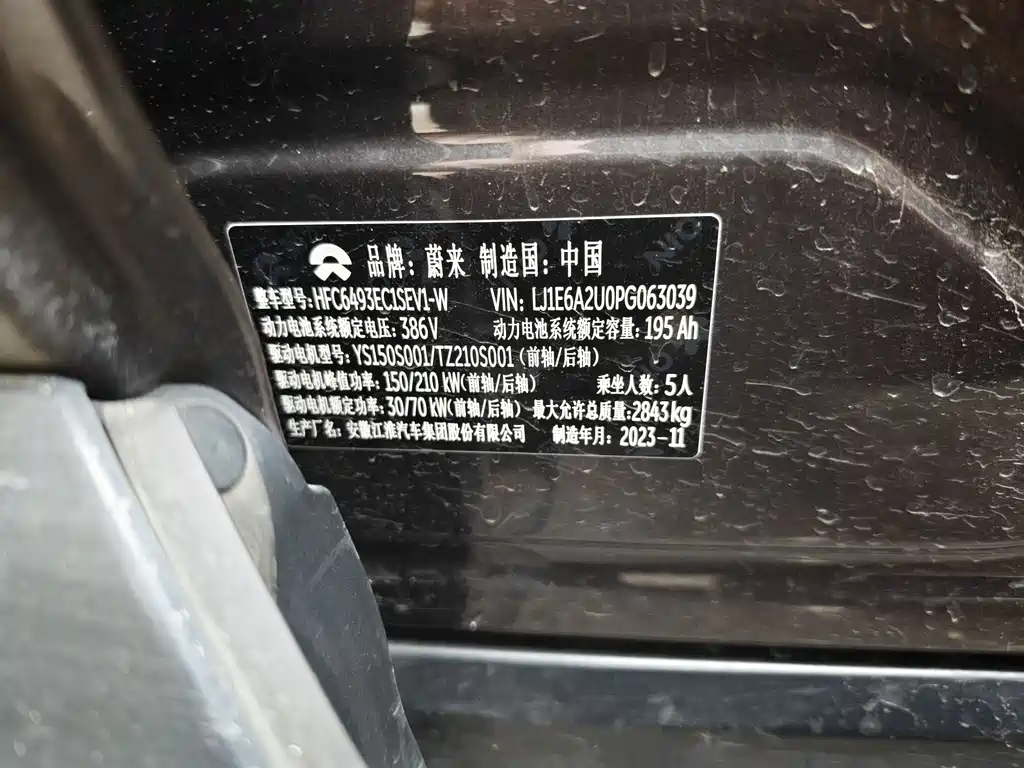 品牌: 蔚来 制造国: 中国
整车型号:HFC6493EC1SEV1-W VIN: LJ1E6A2U0PG063039
动力电池系统额定电压: 386V 动力电池系统额定容量: 195 Ah
驱动电机型号: YS150S001/TZ210S001 (前轴/后轴)
驱动电机峰值功率: 150/210 kW(前轴/后轴) 乘坐人数: 5人
驱动电机额定功率: 30/70 kW(前轴/后轴) 最大允许总质量:2843kg
生产厂名: 安徽江淮汽车集团股份有限公司 制造年月: 2023-11